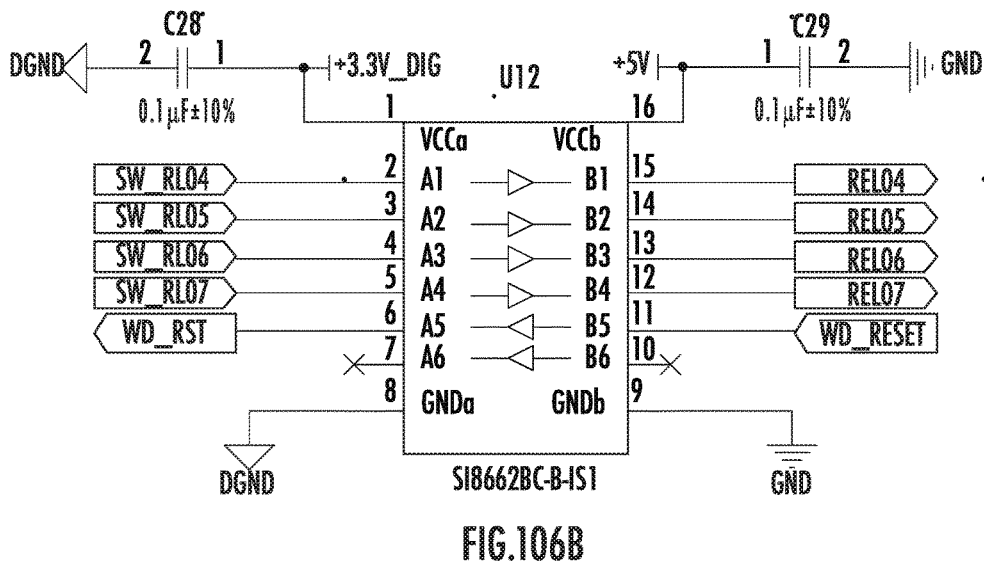 C28 C29
DGND 2 1 +3.3V_DIG U12 +5V 1 2 GND
0.1µF±10% 1 16 0.1µF±10%
VCCa VCCb
SW_RL04 2 A1 B1 15 REL04
SW_RL05 3 A2 B2 14 REL05
SW_RL06 4 A3 B3 13 REL06
SW_RL07 5 A4 B4 12 REL07
WD_RST 6 A5 B5 11 WD_RESET
7 A6 B6 10
8 GNDa GNDb 9
DGND SI8662BC-B-IS1 GND
FIG.106B